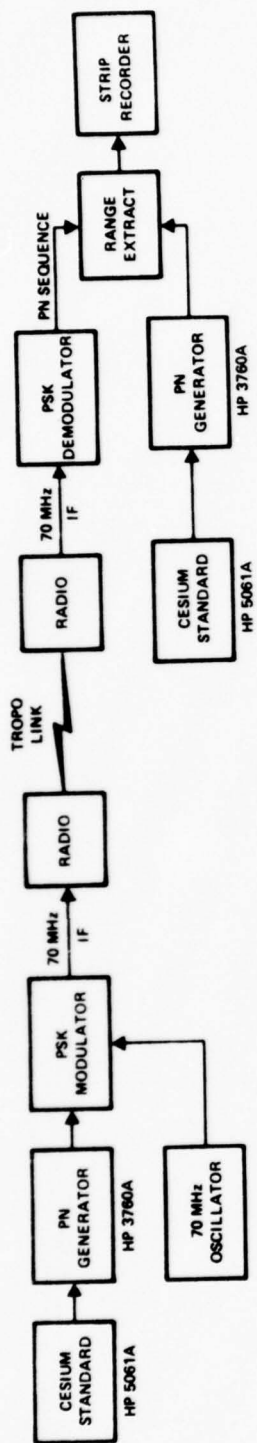 CESIUM
STANDARD
HP 5061A
PN
GENERATOR
HP 3760A
70 MHz
OSCILLATOR
PSK
MODULATOR
70 MHz
IF
RADIO
TROPO
LINK
RADIO
70 MHz
IF
PSK
DEMODULATOR
PN SEQUENCE
CESIUM
STANDARD
HP 5061A
PN
GENERATOR
HP 3760A
RANGE
EXTRACT
STRIP
RECORDER